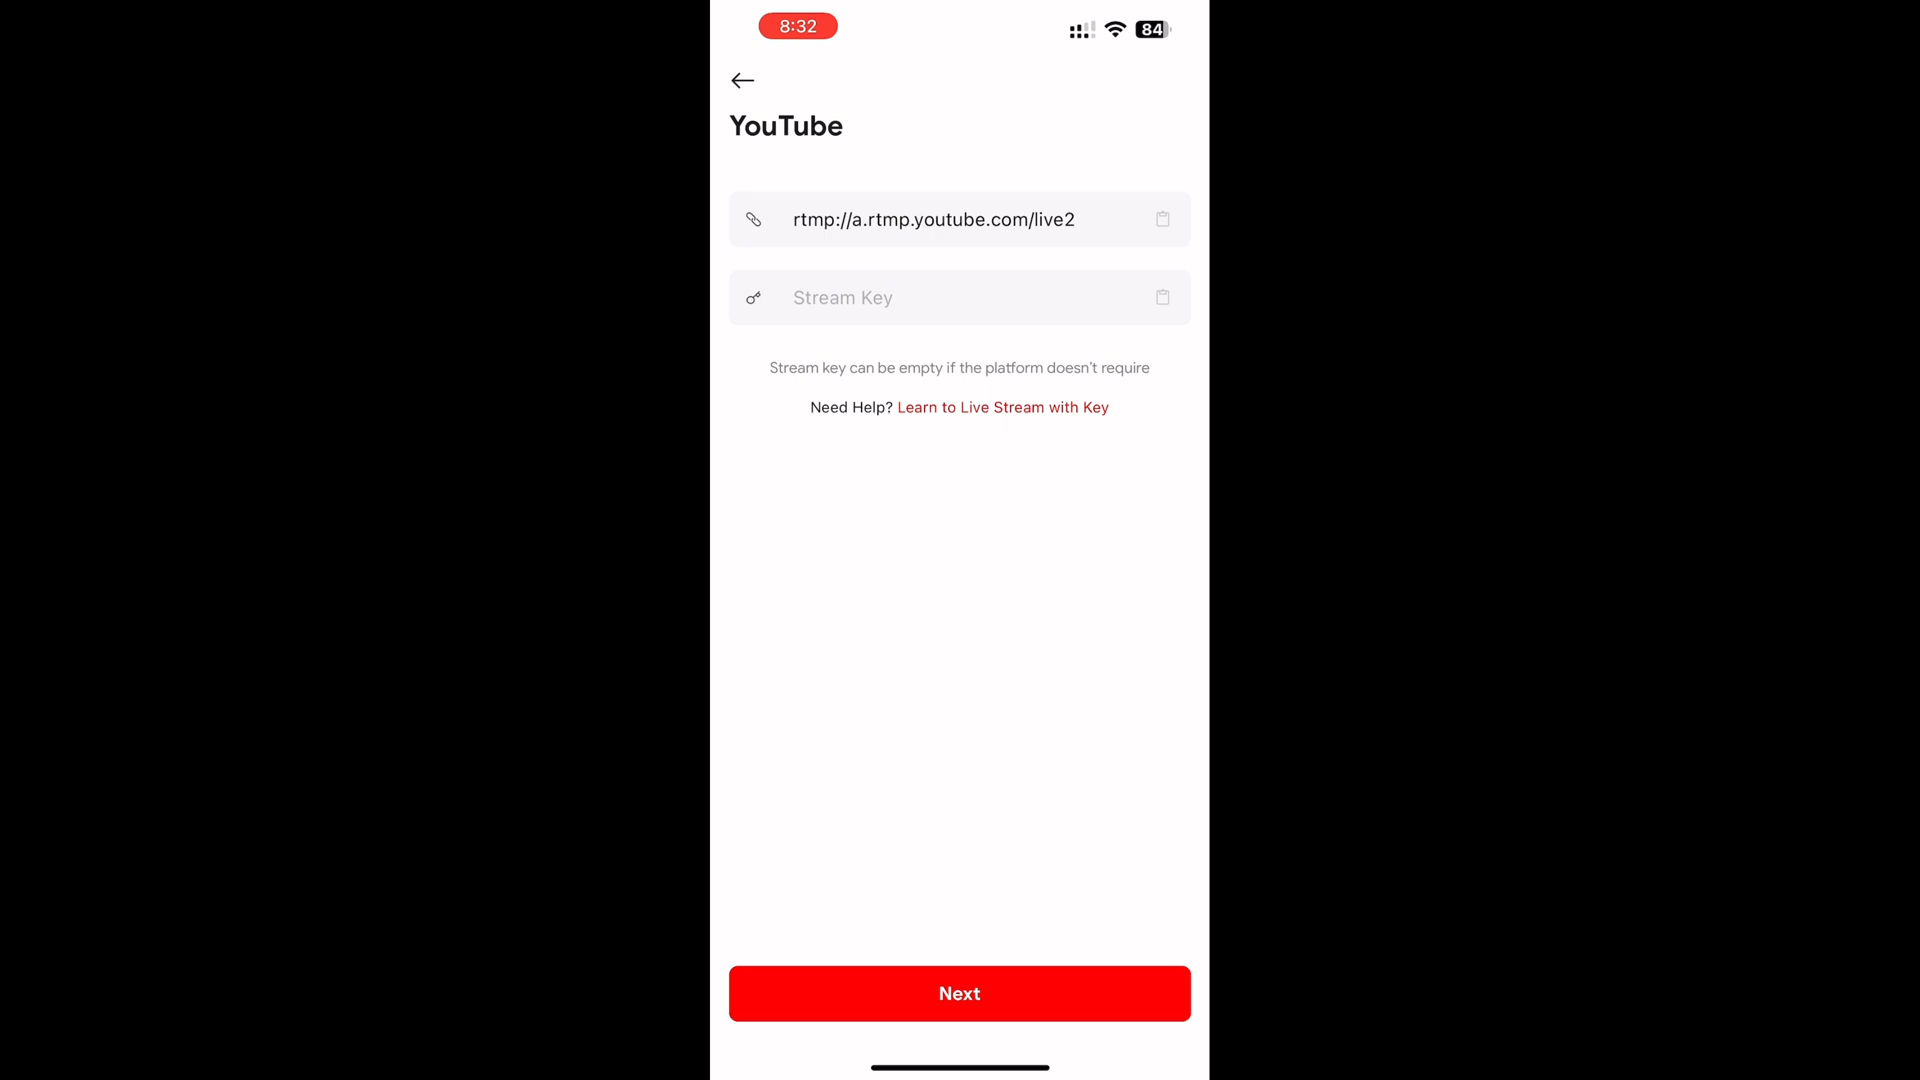 8:32
84
YouTube
rtmp://a.rtmp.youtube.com/live2
Stream Key
Stream key can be empty if the platform doesn't require
Need Help? Learn to Live Stream with Key
Next